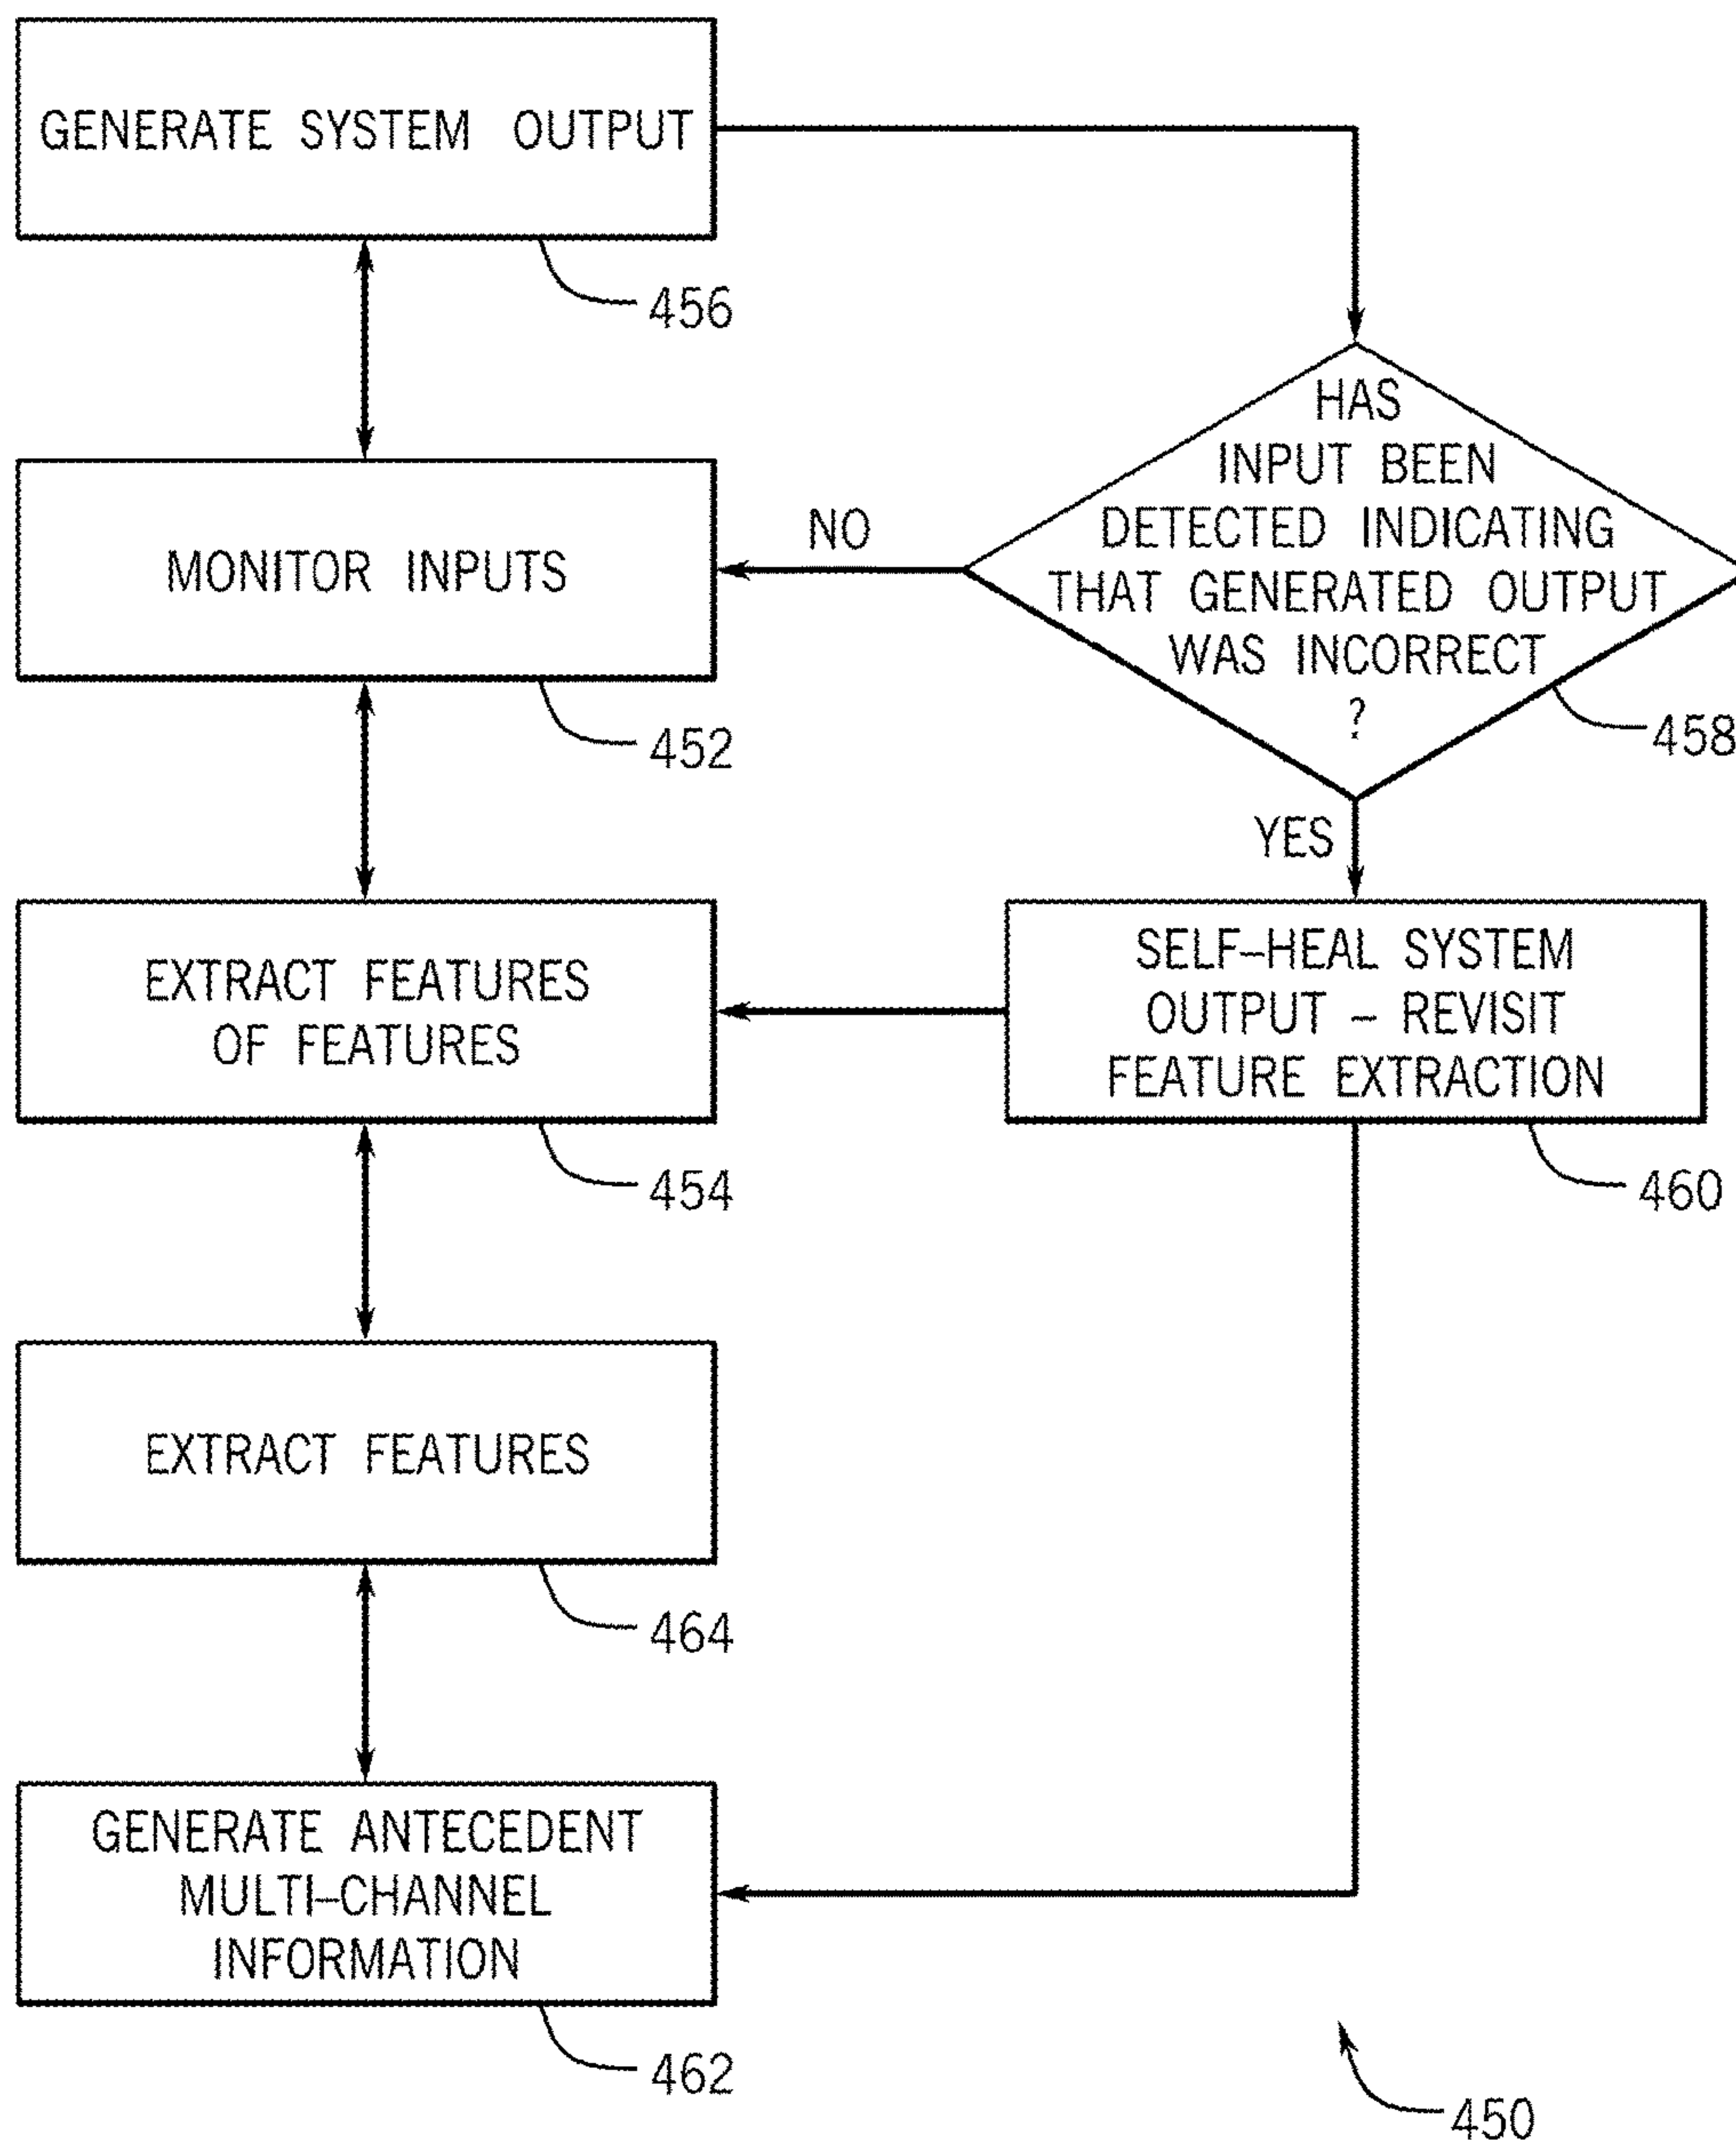 GENERATE SYSTEM OUTPUT
456
HAS
INPUT BEEN
DETECTED INDICATING
THAT GENERATED OUTPUT
WAS INCORRECT
?
458
NO
MONITOR INPUTS
452
YES
EXTRACT FEATURES
OF FEATURES
454
SELF–HEAL SYSTEM
OUTPUT – REVISIT
FEATURE EXTRACTION
460
EXTRACT FEATURES
464
GENERATE ANTECEDENT
MULTI–CHANNEL
INFORMATION
462
450